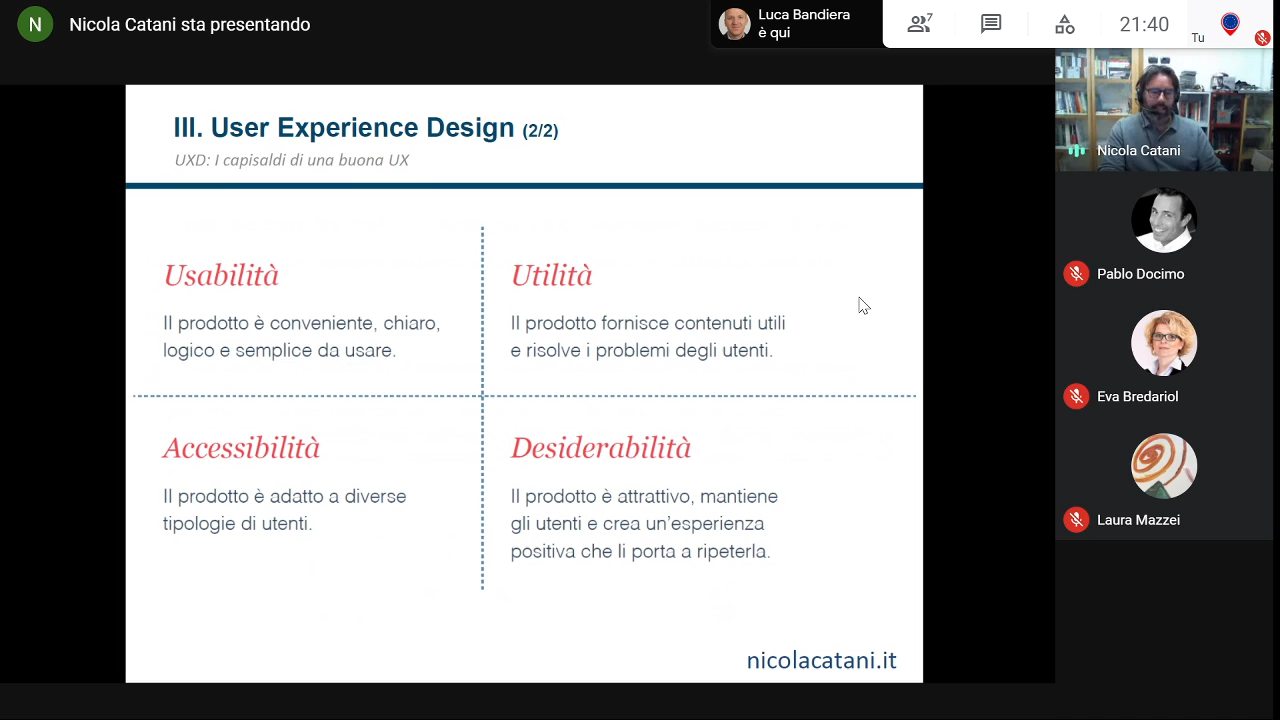 N
Nicola Catani sta presentando
Luca Bandiera
è qui
7
21:40
Tu
III. User Experience Design (2/2)
UXD: I capisaldi di una buona UX
Usabilità
Il prodotto è conveniente, chiaro,
logico e semplice da usare.
Utilità
Il prodotto fornisce contenuti utili
e risolve i problemi degli utenti.
Accessibilità
Il prodotto è adatto a diverse
tipologie di utenti.
Desiderabilità
Il prodotto è attrattivo, mantiene
gli utenti e crea un'esperienza
positiva che li porta a ripeterla.
nicolacatani.it
Nicola Catani
Pablo Docimo
Eva Bredariol
Laura Mazzei